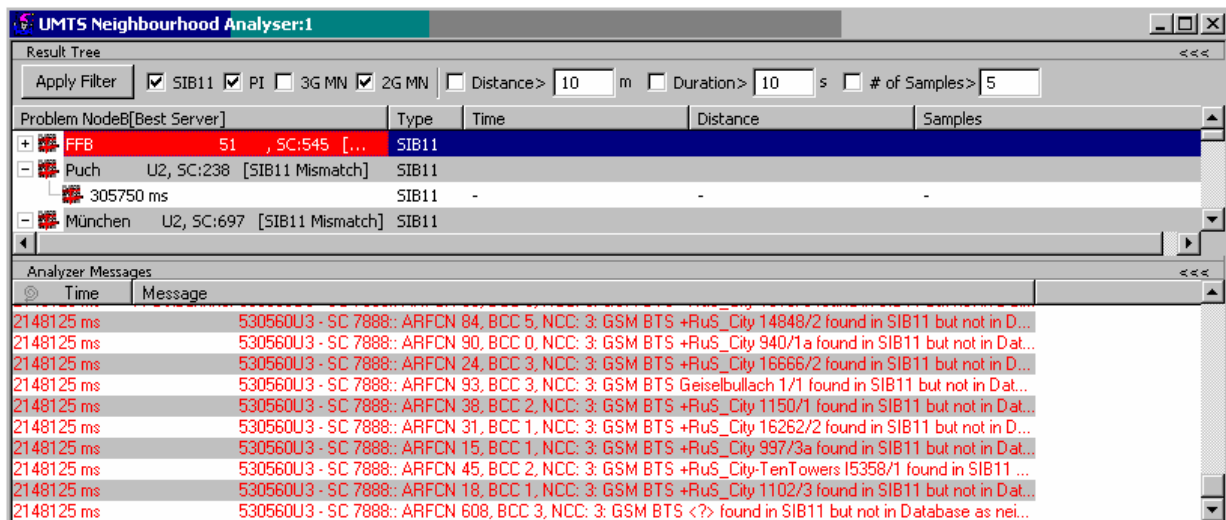 UMTS Neighbourhood Analyser:1
Result Tree <<<
Apply Filter SIB11 PI 3G MN 2G MN Distance> 10 m Duration> 10 s # of Samples> 5
Problem NodeB[Best Server] Type Time Distance Samples
FFB 51 , SC:545 [... SIB11
Puch U2, SC:238 [SIB11 Mismatch] SIB11
305750 ms SIB11 - - -
München U2, SC:697 [SIB11 Mismatch] SIB11
Analyzer Messages <<<
Time Message
2148125 ms 530560U3 - SC 7888:: ARFCN 84, BCC 5, NCC: 3: GSM BTS +RuS_City 14848/2 found in SIB11 but not in D...
2148125 ms 530560U3 - SC 7888:: ARFCN 90, BCC 0, NCC: 3: GSM BTS +RuS_City 940/1a found in SIB11 but not in Dat...
2148125 ms 530560U3 - SC 7888:: ARFCN 24, BCC 3, NCC: 3: GSM BTS +RuS_City 16666/2 found in SIB11 but not in D...
2148125 ms 530560U3 - SC 7888:: ARFCN 93, BCC 3, NCC: 3: GSM BTS Geiselbullach 1/1 found in SIB11 but not in Dat...
2148125 ms 530560U3 - SC 7888:: ARFCN 38, BCC 2, NCC: 3: GSM BTS +RuS_City 1150/1 found in SIB11 but not in Dat...
2148125 ms 530560U3 - SC 7888:: ARFCN 31, BCC 1, NCC: 3: GSM BTS +RuS_City 16262/2 found in SIB11 but not in D...
2148125 ms 530560U3 - SC 7888:: ARFCN 15, BCC 1, NCC: 3: GSM BTS +RuS_City 997/3a found in SIB11 but not in Dat...
2148125 ms 530560U3 - SC 7888:: ARFCN 45, BCC 2, NCC: 3: GSM BTS +RuS_City-TenTowers I5358/1 found in SIB11 ...
2148125 ms 530560U3 - SC 7888:: ARFCN 18, BCC 1, NCC: 3: GSM BTS +RuS_City 1102/3 found in SIB11 but not in Dat...
2148125 ms 530560U3 - SC 7888:: ARFCN 608, BCC 3, NCC: 3: GSM BTS <?> found in SIB11 but not in Database as nei...